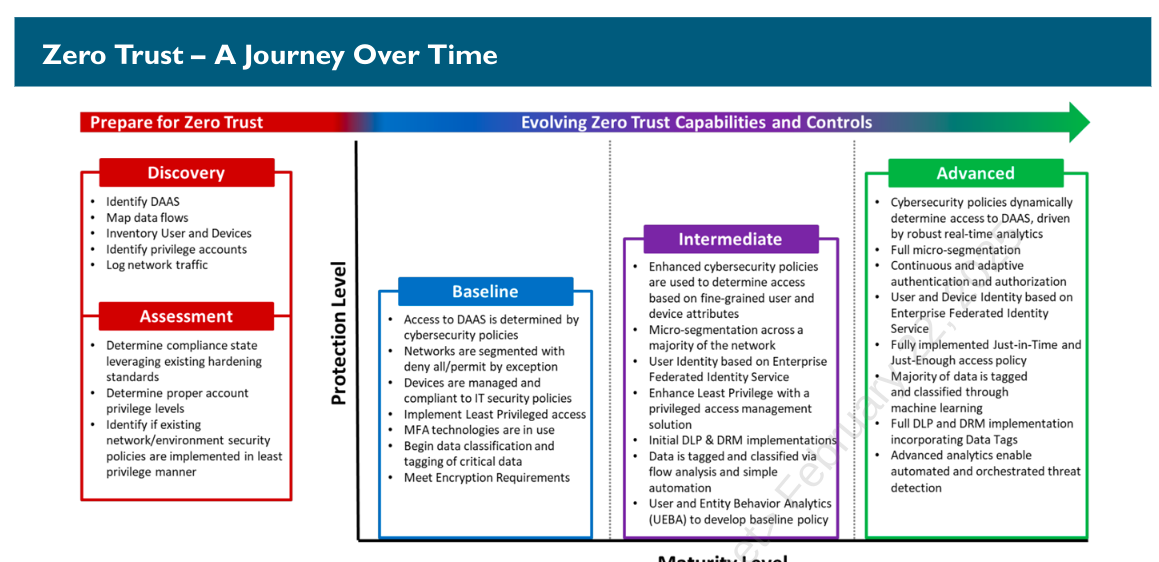 Zero Trust – A Journey Over Time
Prepare for Zero Trust
Evolving Zero Trust Capabilities and Controls
Discovery
• Identify DAAS
• Map data flows
• Inventory User and Devices
• Identify privilege accounts
• Log network traffic
Assessment
• Determine compliance state
leveraging existing hardening
standards
• Determine proper account
privilege levels
• Identify if existing
network/environment security
policies are implemented in least
privilege manner
Protection Level
Baseline
• Access to DAAS is determined by
cybersecurity policies
• Networks are segmented with
deny all/permit by exception
• Devices are managed and
compliant to IT security policies
• Implement Least Privileged access
• MFA technologies are in use
• Begin data classification and
tagging of critical data
• Meet Encryption Requirements
Intermediate
• Enhanced cybersecurity policies
are used to determine access
based on fine-grained user and
device attributes
• Micro-segmentation across a
majority of the network
• User Identity based on Enterprise
Federated Identity Service
• Enhance Least Privilege with a
privileged access management
solution
• Initial DLP & DRM implementations
• Data is tagged and classified via
flow analysis and simple
automation
• User and Entity Behavior Analytics
(UEBA) to develop baseline policy
Advanced
• Cybersecurity policies dynamically
determine access to DAAS, driven
by robust real-time analytics
• Full micro-segmentation
• Continuous and adaptive
authentication and authorization
• User and Device Identity based on
Enterprise Federated Identity
Service
• Fully implemented Just-in-Time and
Just-Enough access policy
• Majority of data is tagged
and classified through
machine learning
• Full DLP and DRM implementation
incorporating Data Tags
• Advanced analytics enable
automated and orchestrated threat
detection
Maturity Level
February 22, 2025